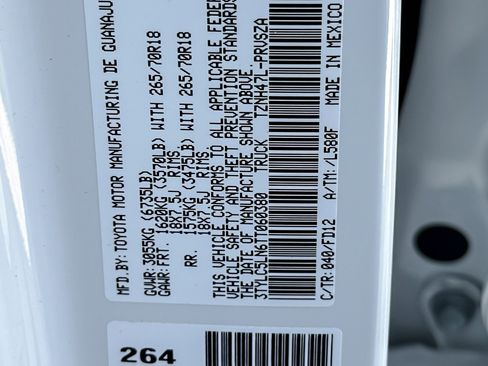 MFD.BY: TOYOTA MOTOR MANUFACTURING DE GUANAJU
GVWR: 3055KG (6735LB)
GAWR: FRT. 1620KG (3570LB) WITH 265/70R18
18X7.5J RIMS.
RR. 1575KG (3475LB) WITH 265/70R18
18X7.5J RIMS.
THIS VEHICLE CONFORMS TO ALL APPLICABLE FEDER
VEHICLE SAFETY AND THEFT PREVENTION STANDARDS
THE DATE OF MANUFACTURE SHOWN ABOVE.
3TYLC5LN6TT060380 TRUCK TZNH47L-PRVSZA
C/TR: 040/FD12 A/TM: /L580F
MADE IN MEXICO
264